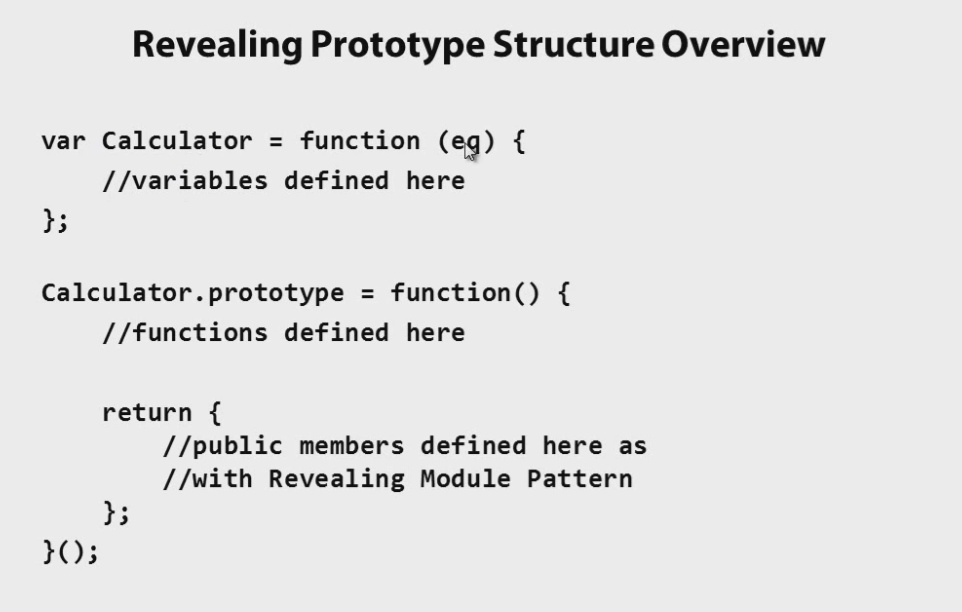 Revealing Prototype Structure Overview
var Calculator = function (eq) {
//variables defined here
};
Calculator.prototype = function() {
//functions defined here
return {
//public members defined here as
//with Revealing Module Pattern
};
}();